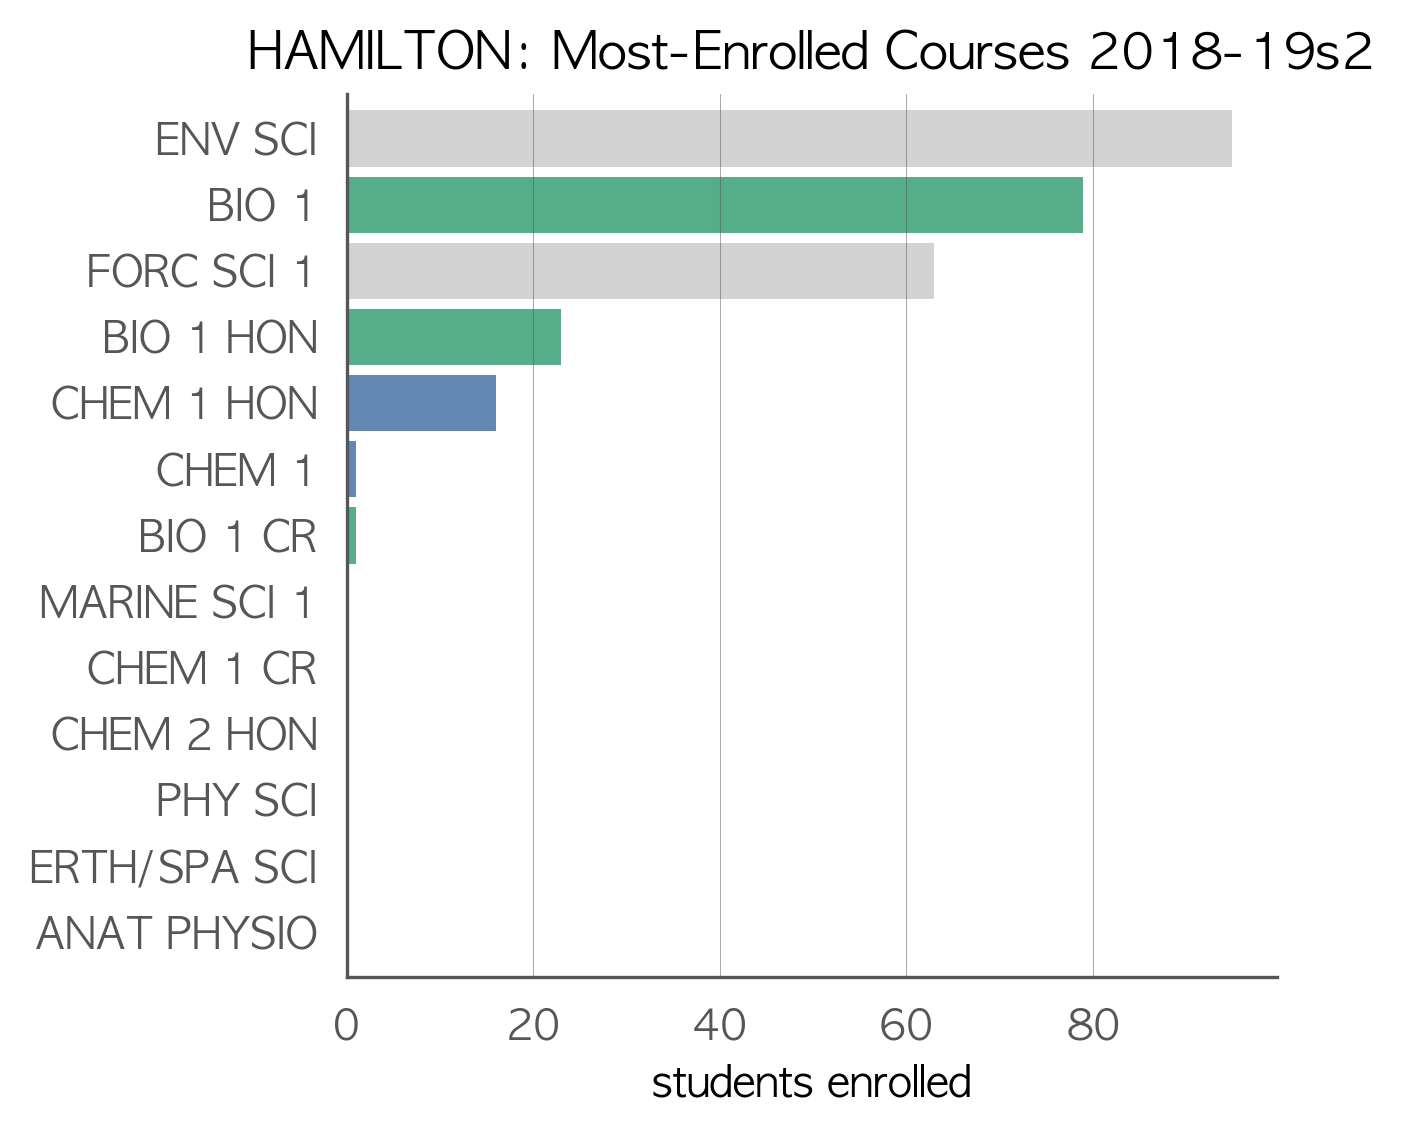 HAMILTON: Most-Enrolled Courses 2018-19s2
ENV SCI
BIO 1
FORC SCI 1
BIO 1 HON
CHEM 1 HON
CHEM 1
BIO 1 CR
MARINE SCI 1
CHEM 1 CR
CHEM 2 HON
PHY SCI
ERTH/SPA SCI
ANAT PHYSIO
0 20 40 60 80
students enrolled